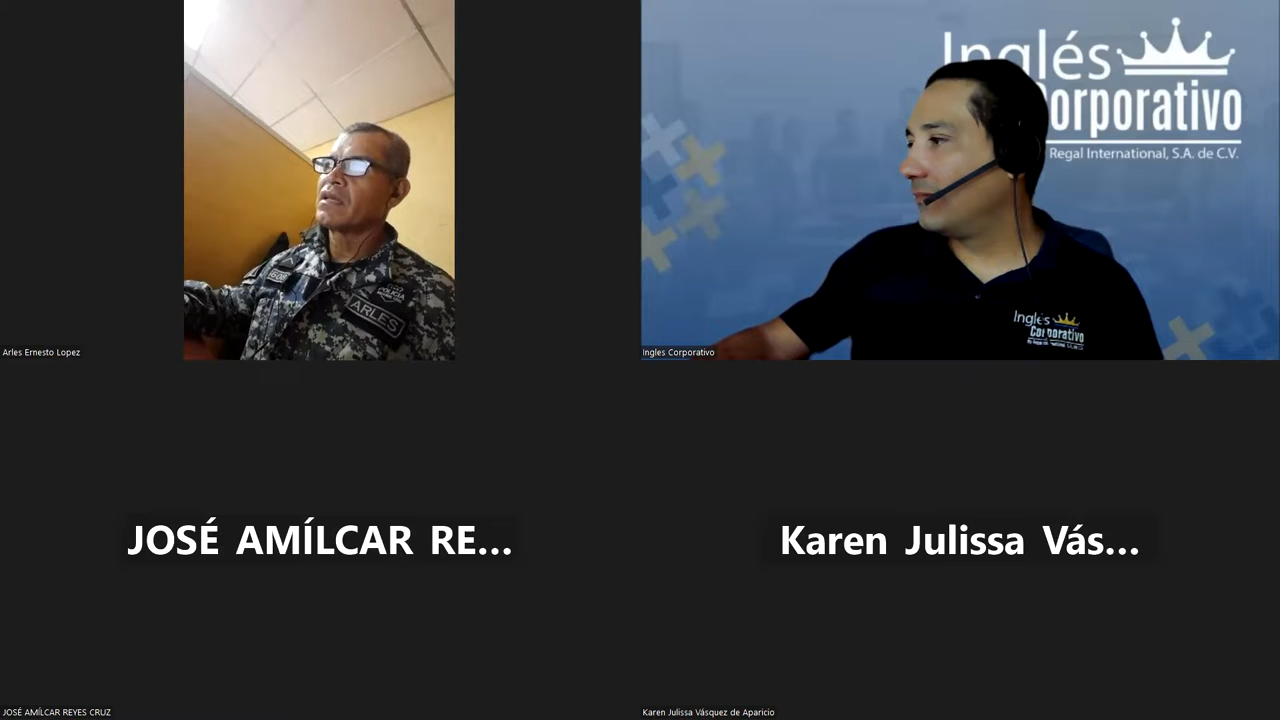 Inglés
Corporativo
Regal International, S.A. de C.V.
POLICIA
ARLES
Inglés
Corporativo
Arles Ernesto Lopez
Ingles Corporativo
JOSÉ AMÍLCAR RE...
Karen Julissa Vás...
JOSÉ AMÍLCAR REYES CRUZ
Karen Julissa Vásquez de Aparicio